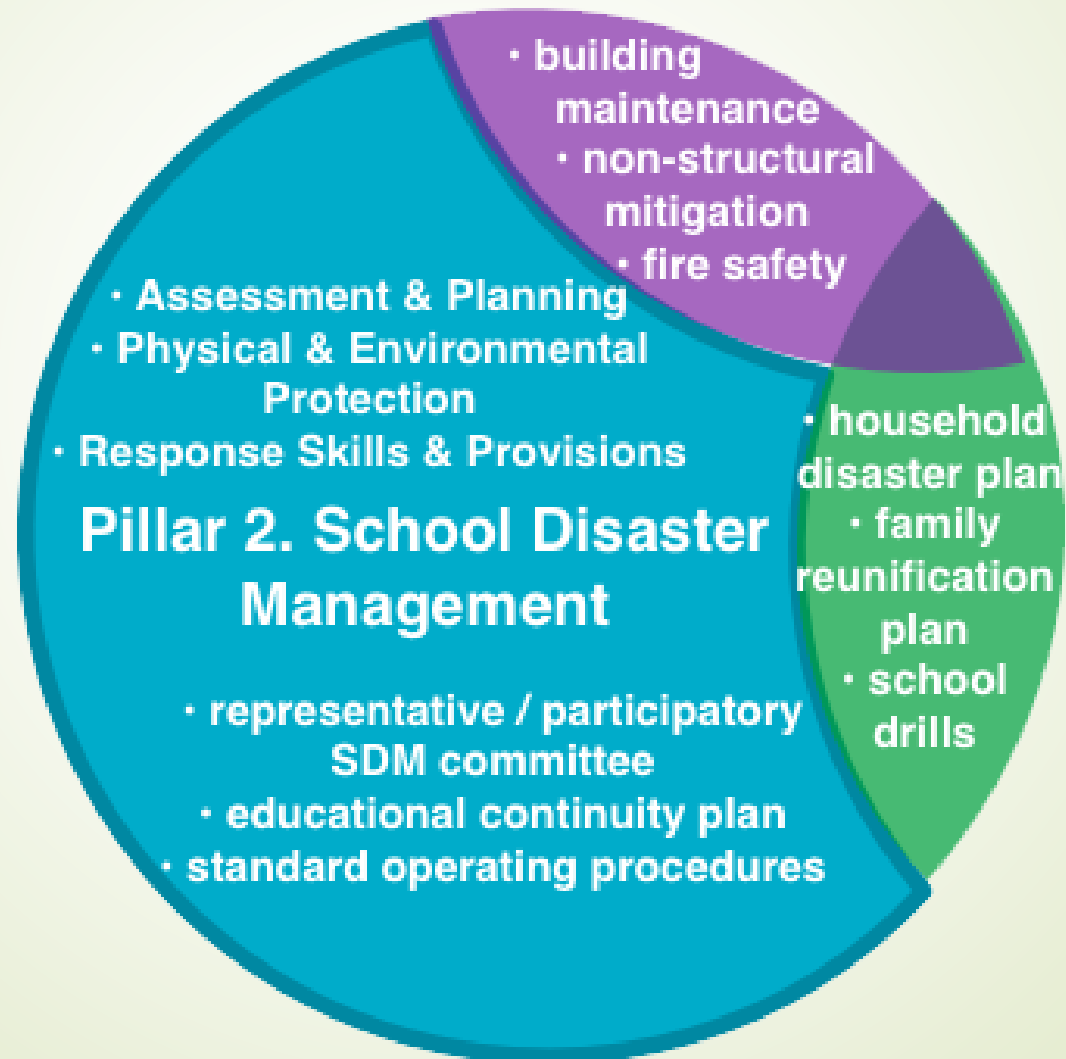 · building
maintenance
· non-structural
mitigation
· fire safety
· Assessment & Planning
· Physical & Environmental
Protection
· Response Skills & Provisions
Pillar 2. School Disaster
Management
· representative / participatory
SDM committee
· educational continuity plan
· standard operating procedures
· household
disaster plan
· family
reunification
plan
· school
drills